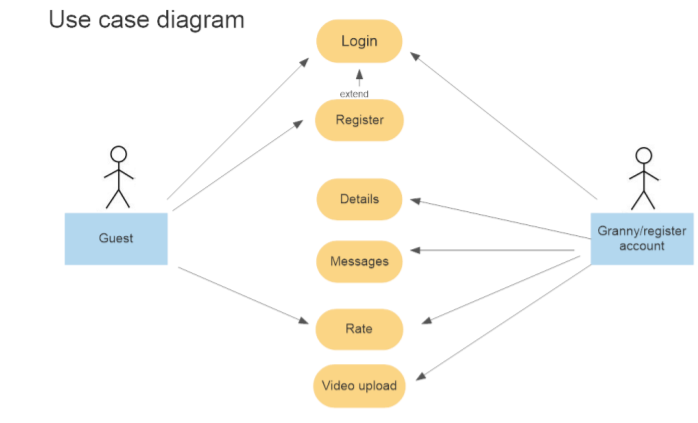 Use case diagram
Login
extend
Register
Details
Guest
Granny/register
account
Messages
Rate
Video upload